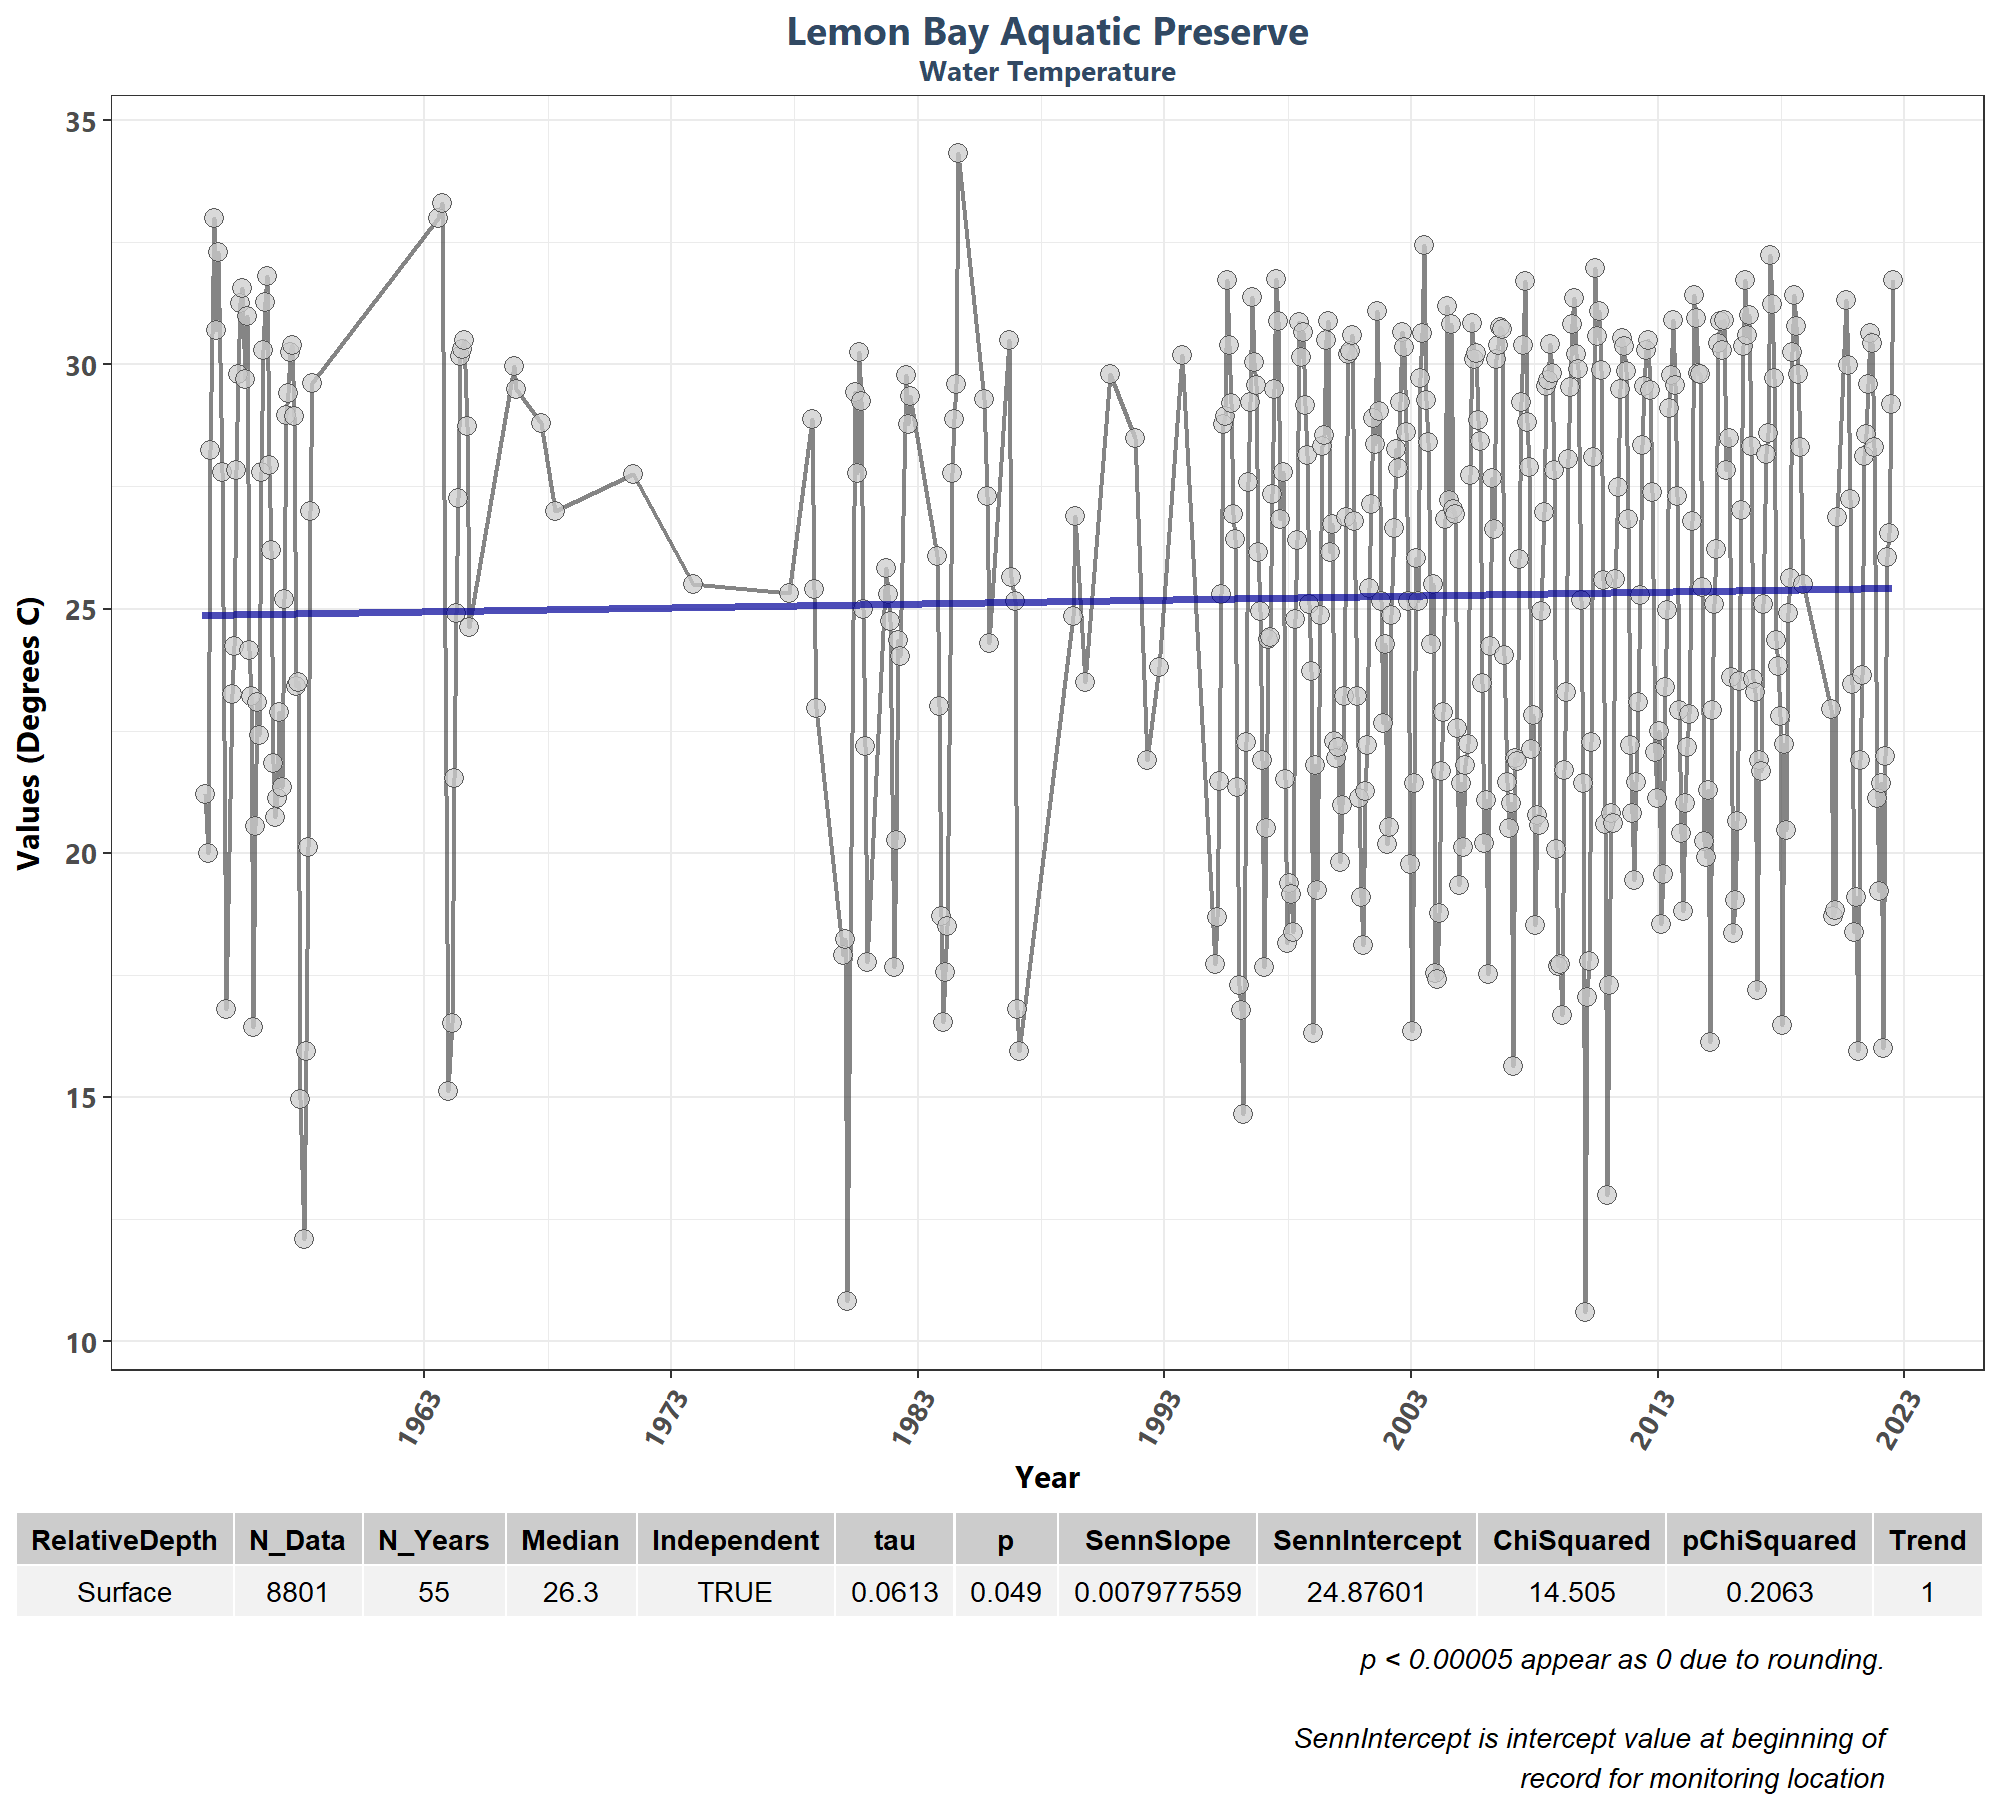 Lemon Bay Aquatic Preserve
Water Temperature
Values (Degrees C)
35
30
25
20
15
10
1963
1973
1983
1993
2003
2013
2023
Year
RelativeDepth N_Data N_Years Median Independent tau p SennSlope SennIntercept ChiSquared pChiSquared Trend
Surface 8801 55 26.3 TRUE 0.0613 0.049 0.007977559 24.87601 14.505 0.2063 1
p < 0.00005 appear as 0 due to rounding.
SennIntercept is intercept value at beginning of
record for monitoring location